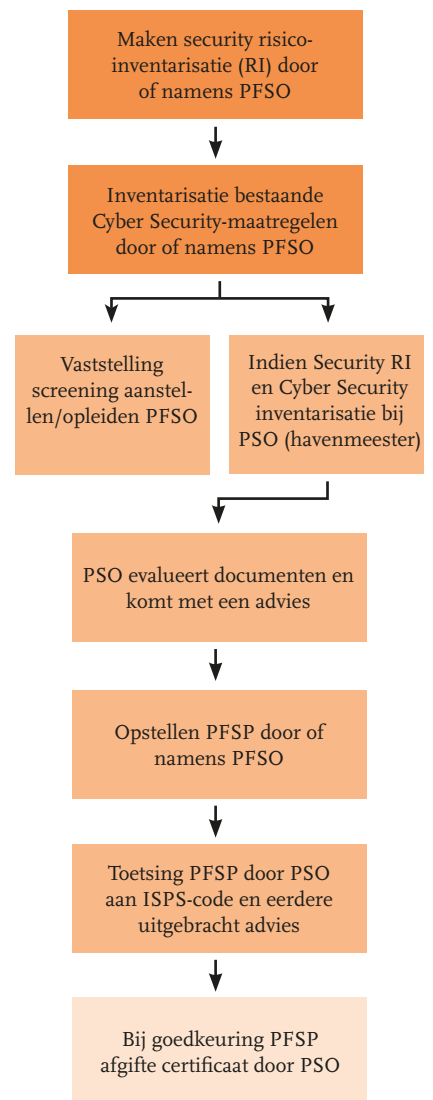 Maken security risico-
inventarisatie (RI) door
of namens PFSO
Inventarisatie bestaande
Cyber Security-maatregelen
door of namens PFSO
Vaststelling
screening aanstel-
len/opleiden PFSO
Indien Security RI
en Cyber Security
inventarisatie bij
PSO (havenmeester)
PSO evalueert documenten en
komt met een advies
Opstellen PFSP door of
namens PFSO
Toetsing PFSP door PSO
aan ISPS-code en eerdere
uitgebracht advies
Bij goedkeuring PFSP
afgifte certificaat door PSO